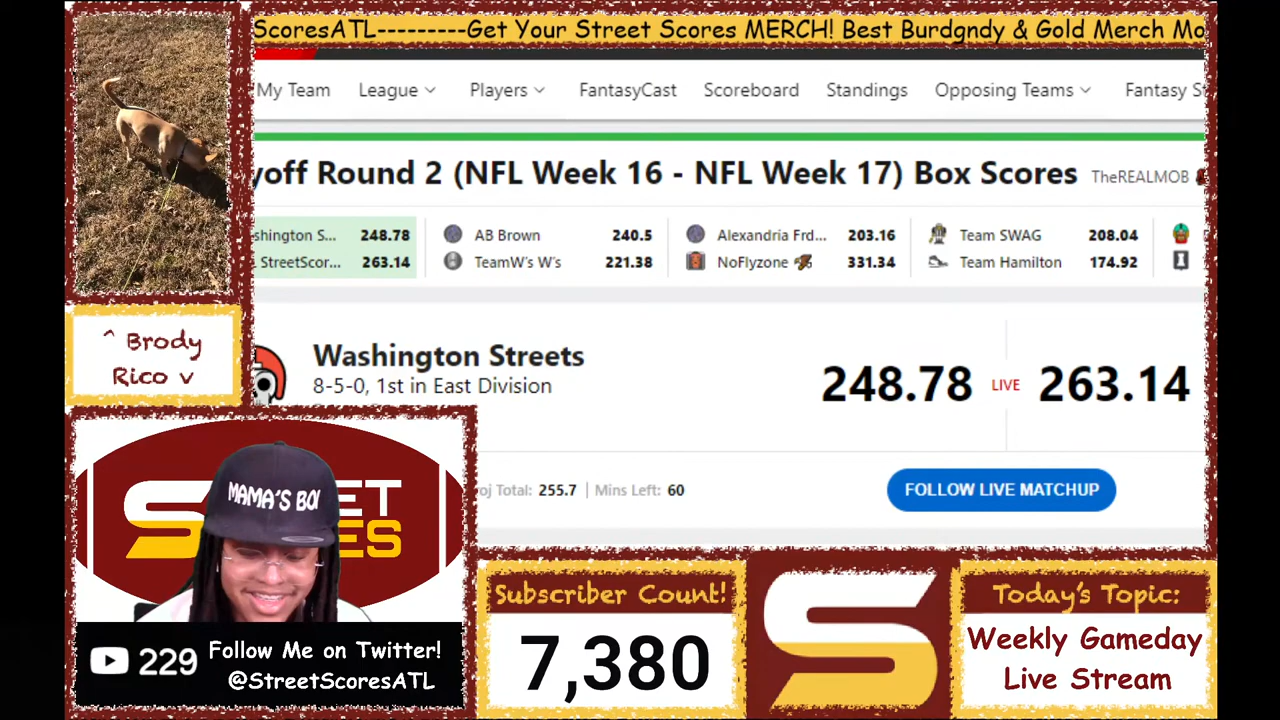 ScoresATL---------Get Your Street Scores MERCH! Best Burdgndy & Gold Merch Mo
My Team League Players FantasyCast Scoreboard Standings Opposing Teams Fantasy St
yoff Round 2 (NFL Week 16 - NFL Week 17) Box Scores TheREALMOB
shington S... 248.78 AB Brown 240.5 Alexandria Frd... 203.16 Team SWAG 208.04
StreetScor... 263.14 TeamW's W's 221.38 NoFlyzone 331.34 Team Hamilton 174.92
^ Brody
Rico v
Washington Streets
8-5-0, 1st in East Division
248.78 LIVE 263.14
oj Total: 255.7 | Mins Left: 60
FOLLOW LIVE MATCHUP
MAMA'S BOI
ET
ES
229 Follow Me on Twitter!
@StreetScoresATL
Subscriber Count!
7,380
S
Today's Topic:
Weekly Gameday
Live Stream